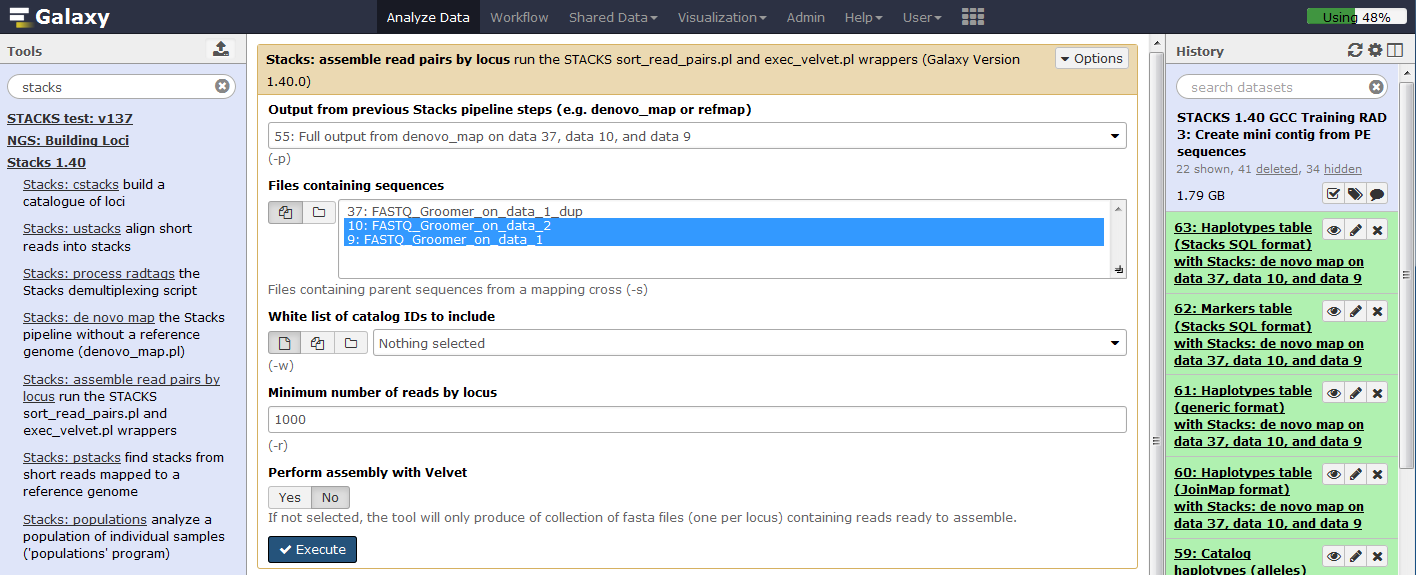 Galaxy
Analyze Data
Workflow
Shared Data
Visualization
Admin
Help
User
Using 48%
Tools
stacks
STACKS test: v137
NGS: Building Loci
Stacks 1.40
Stacks: cstacks build a
catalogue of loci
Stacks: ustacks align short
reads into stacks
Stacks: process radtags the
Stacks demultiplexing script
Stacks: de novo map the Stacks
pipeline without a reference
genome (denovo_map.pl)
Stacks: assemble read pairs by
locus run the STACKS
sort_read_pairs.pl and
exec_velvet.pl wrappers
Stacks: pstacks find stacks from
short reads mapped to a
reference genome
Stacks: populations analyze a
population of individual samples
('populations' program)
Stacks: assemble read pairs by locus run the STACKS sort_read_pairs.pl and exec_velvet.pl wrappers (Galaxy Version
1.40.0)
Options
Output from previous Stacks pipeline steps (e.g. denovo_map or refmap)
55: Full output from denovo_map on data 37, data 10, and data 9
(-p)
Files containing sequences
37: FASTQ_Groomer_on_data_1_dup
10: FASTQ_Groomer_on_data_2
9: FASTQ_Groomer_on_data_1
Files containing parent sequences from a mapping cross (-s)
White list of catalog IDs to include
Nothing selected
(-w)
Minimum number of reads by locus
1000
(-r)
Perform assembly with Velvet
Yes No
If not selected, the tool will only produce of collection of fasta files (one per locus) containing reads ready to assemble.
Execute
History
search datasets
STACKS 1.40 GCC Training RAD
3: Create mini contig from PE
sequences
22 shown, 41 deleted, 34 hidden
1.79 GB
63: Haplotypes table
(Stacks SQL format)
with Stacks: de novo map on
data 37, data 10, and data 9
62: Markers table
(Stacks SQL format)
with Stacks: de novo map on
data 37, data 10, and data 9
61: Haplotypes table
(generic format)
with Stacks: de novo map on
data 37, data 10, and data 9
60: Haplotypes table
(JoinMap format)
with Stacks: de novo map on
data 37, data 10, and data 9
59: Catalog
haplotypes (alleles)